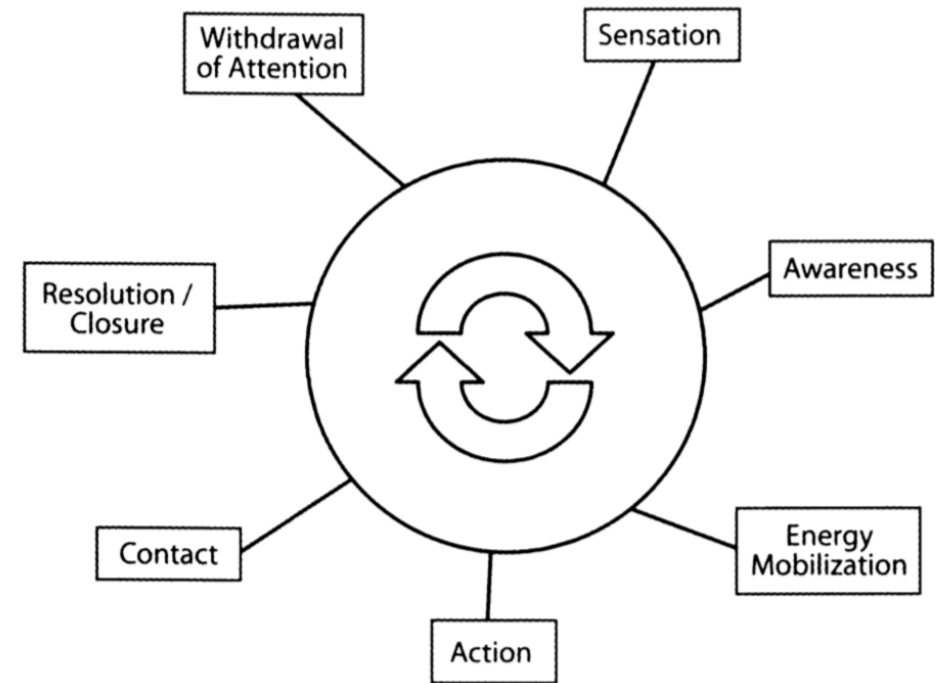 Withdrawal
of Attention
Sensation
Awareness
Energy
Mobilization
Action
Contact
Resolution /
Closure